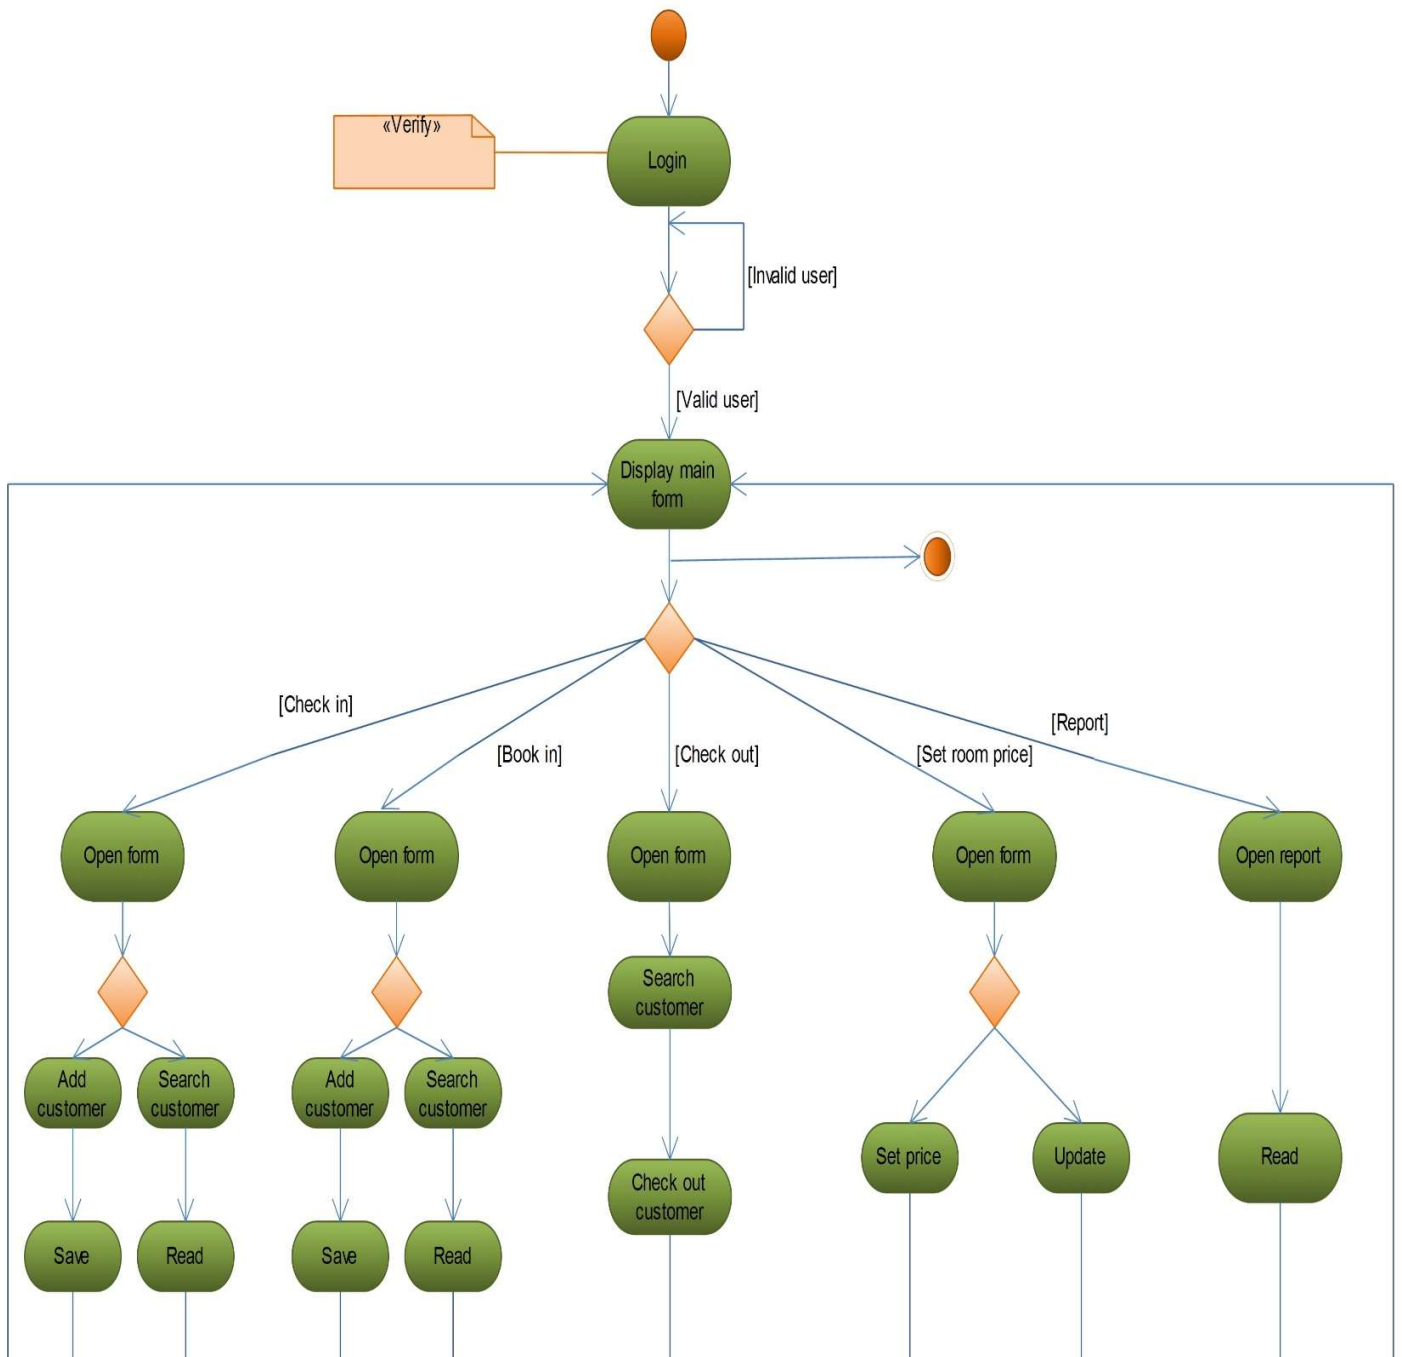 «Verify»
Login
[Invalid user]
[Valid user]
Display main
form
[Check in]
[Book in]
[Check out]
[Set room price]
[Report]
Open form
Open form
Open form
Open form
Open report
Search
customer
Add
customer
Search
customer
Add
customer
Search
customer
Set price
Update
Read
Check out
customer
Save
Read
Save
Read